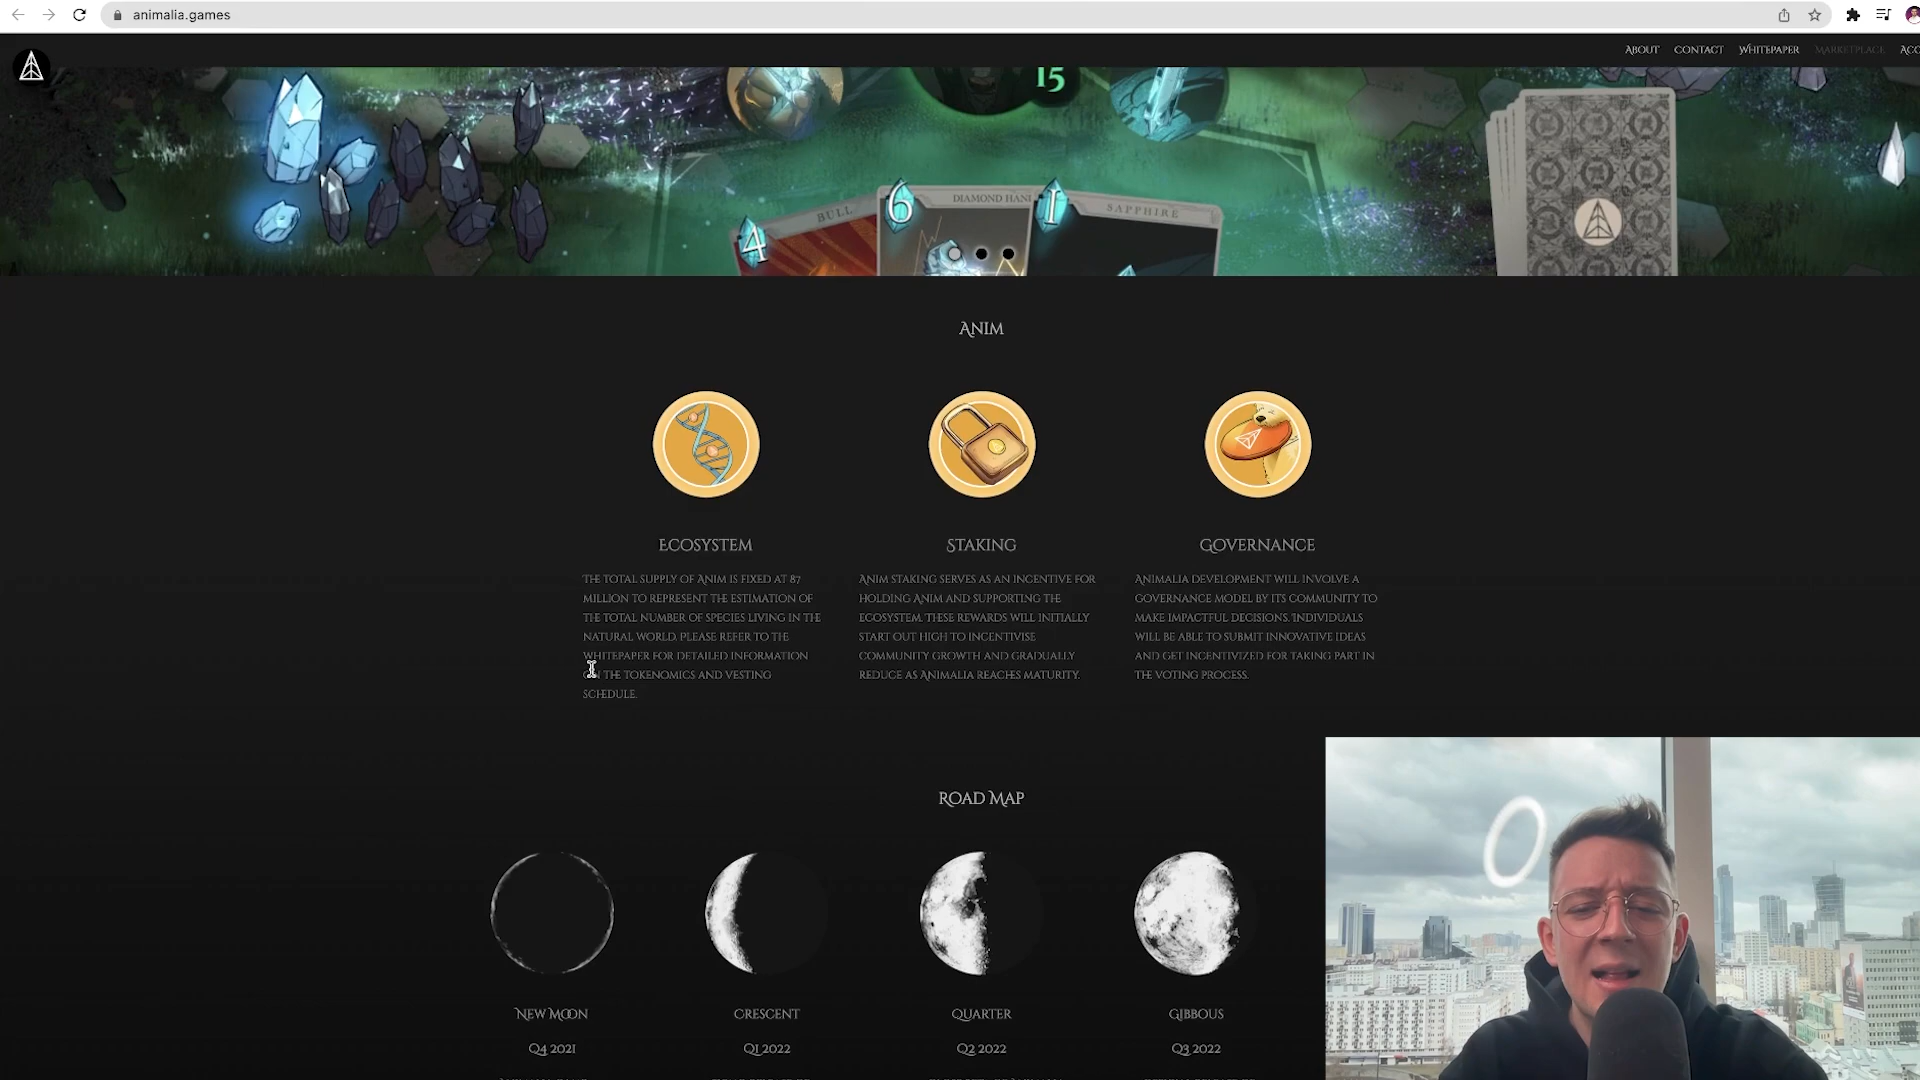 animalia.games
ABOUT CONTACT WHITEPAPER MARKETPLACE ACC
15
4 BULL
6 DIAMOND HAN
1 SAPPHIRE
ANIM
ECOSYSTEM
THE TOTAL SUPPLY OF ANIM IS FIXED AT 87
MILLION TO REPRESENT THE ESTIMATION OF
THE TOTAL NUMBER OF SPECIES LIVING IN THE
NATURAL WORLD. PLEASE REFER TO THE
WHITEPAPER FOR DETAILED INFORMATION
ON THE TOKENOMICS AND VESTING
SCHEDULE.
STAKING
ANIM STAKING SERVES AS AN INCENTIVE FOR
HOLDING ANIM AND SUPPORTING THE
ECOSYSTEM. THESE REWARDS WILL INITIALLY
START OUT HIGH TO INCENTIVISE
COMMUNITY GROWTH AND GRADUALLY
REDUCE AS ANIMALIA REACHES MATURITY.
GOVERNANCE
ANIMALIA DEVELOPMENT WILL INVOLVE A
GOVERNANCE MODEL BY ITS COMMUNITY TO
MAKE IMPACTFUL DECISIONS. INDIVIDUALS
WILL BE ABLE TO SUBMIT INNOVATIVE IDEAS
AND GET INCENTIVIZED FOR TAKING PART IN
THE VOTING PROCESS.
ROAD MAP
NEW MOON
Q4 2021
CRESCENT
Q1 2022
QUARTER
Q2 2022
GIBBOUS
Q3 2022